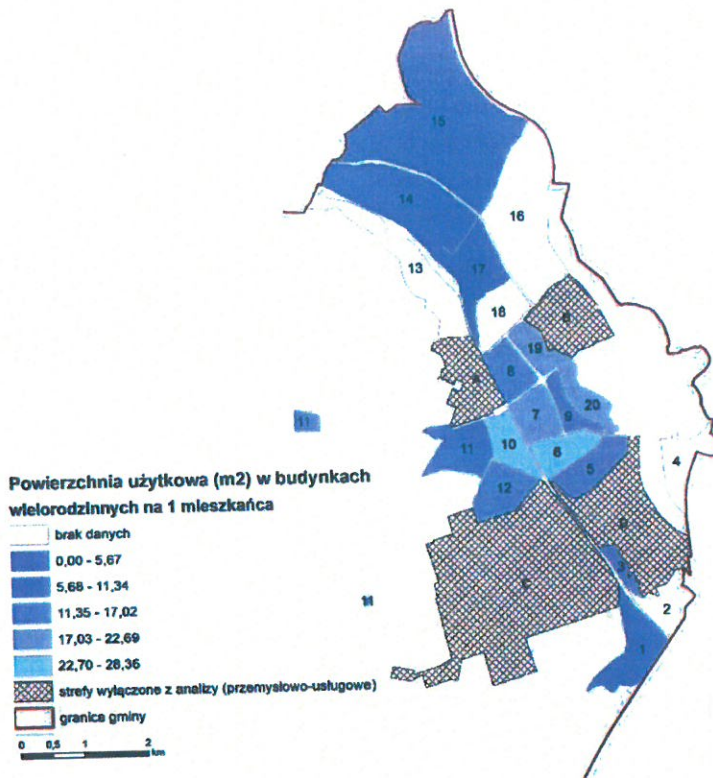 15
16
14
13
17
18
B
19
A
8
7
9
20
11
10
6
11
5
4
12
D
C
3
2
1
11
Powierzchnia użytkowa (m2) w budynkach
wielorodzinnych na 1 mieszkańca
brak danych
0,00 - 5,67
5,68 - 11,34
11,35 - 17,02
17,03 - 22,69
22,70 - 28,36
strefy wyłączone z analizy (przemysłowo-usługowe)
granica gminy
0 0,5 1 2
km